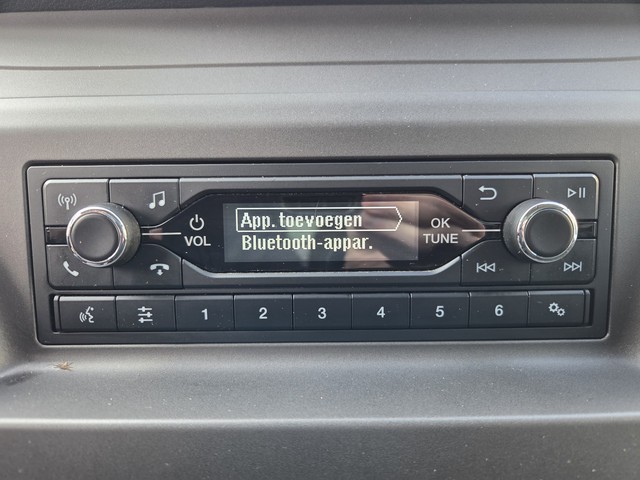 App. toevoegen
Bluetooth-appar.
VOL
OK
TUNE
1
2
3
4
5
6